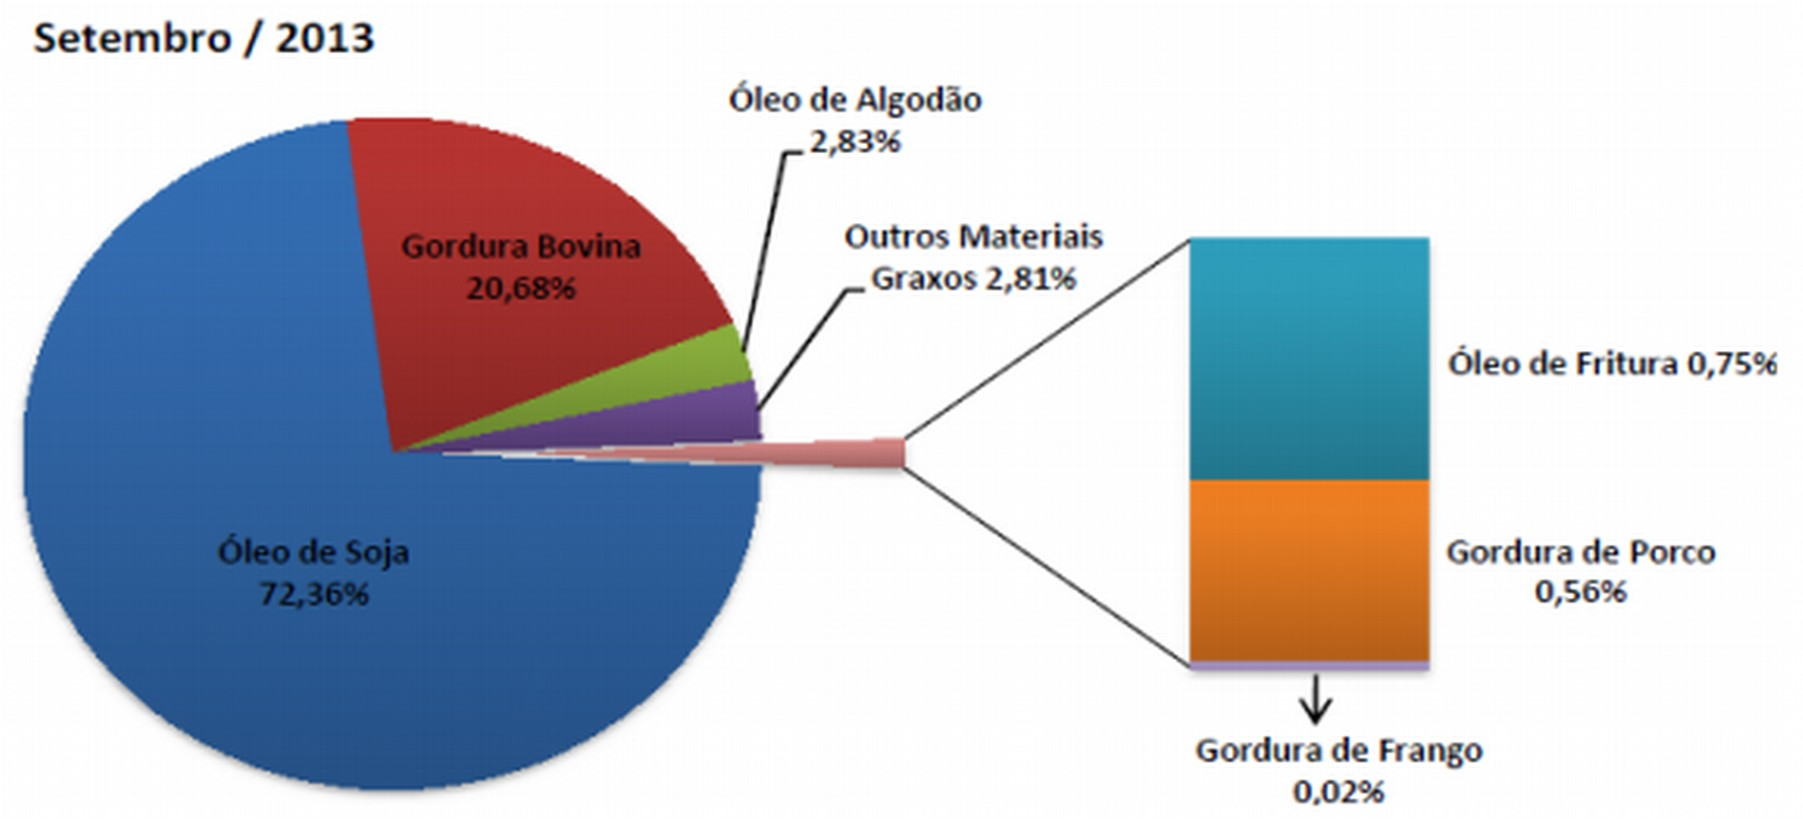 Setembro / 2013
Óleo de Algodão
2,83%
Outros Materiais
Graxos 2,81%
Gordura Bovina
20,68%
Óleo de Fritura 0,75%
Óleo de Soja
72,36%
Gordura de Porco
0,56%
Gordura de Frango
0,02%